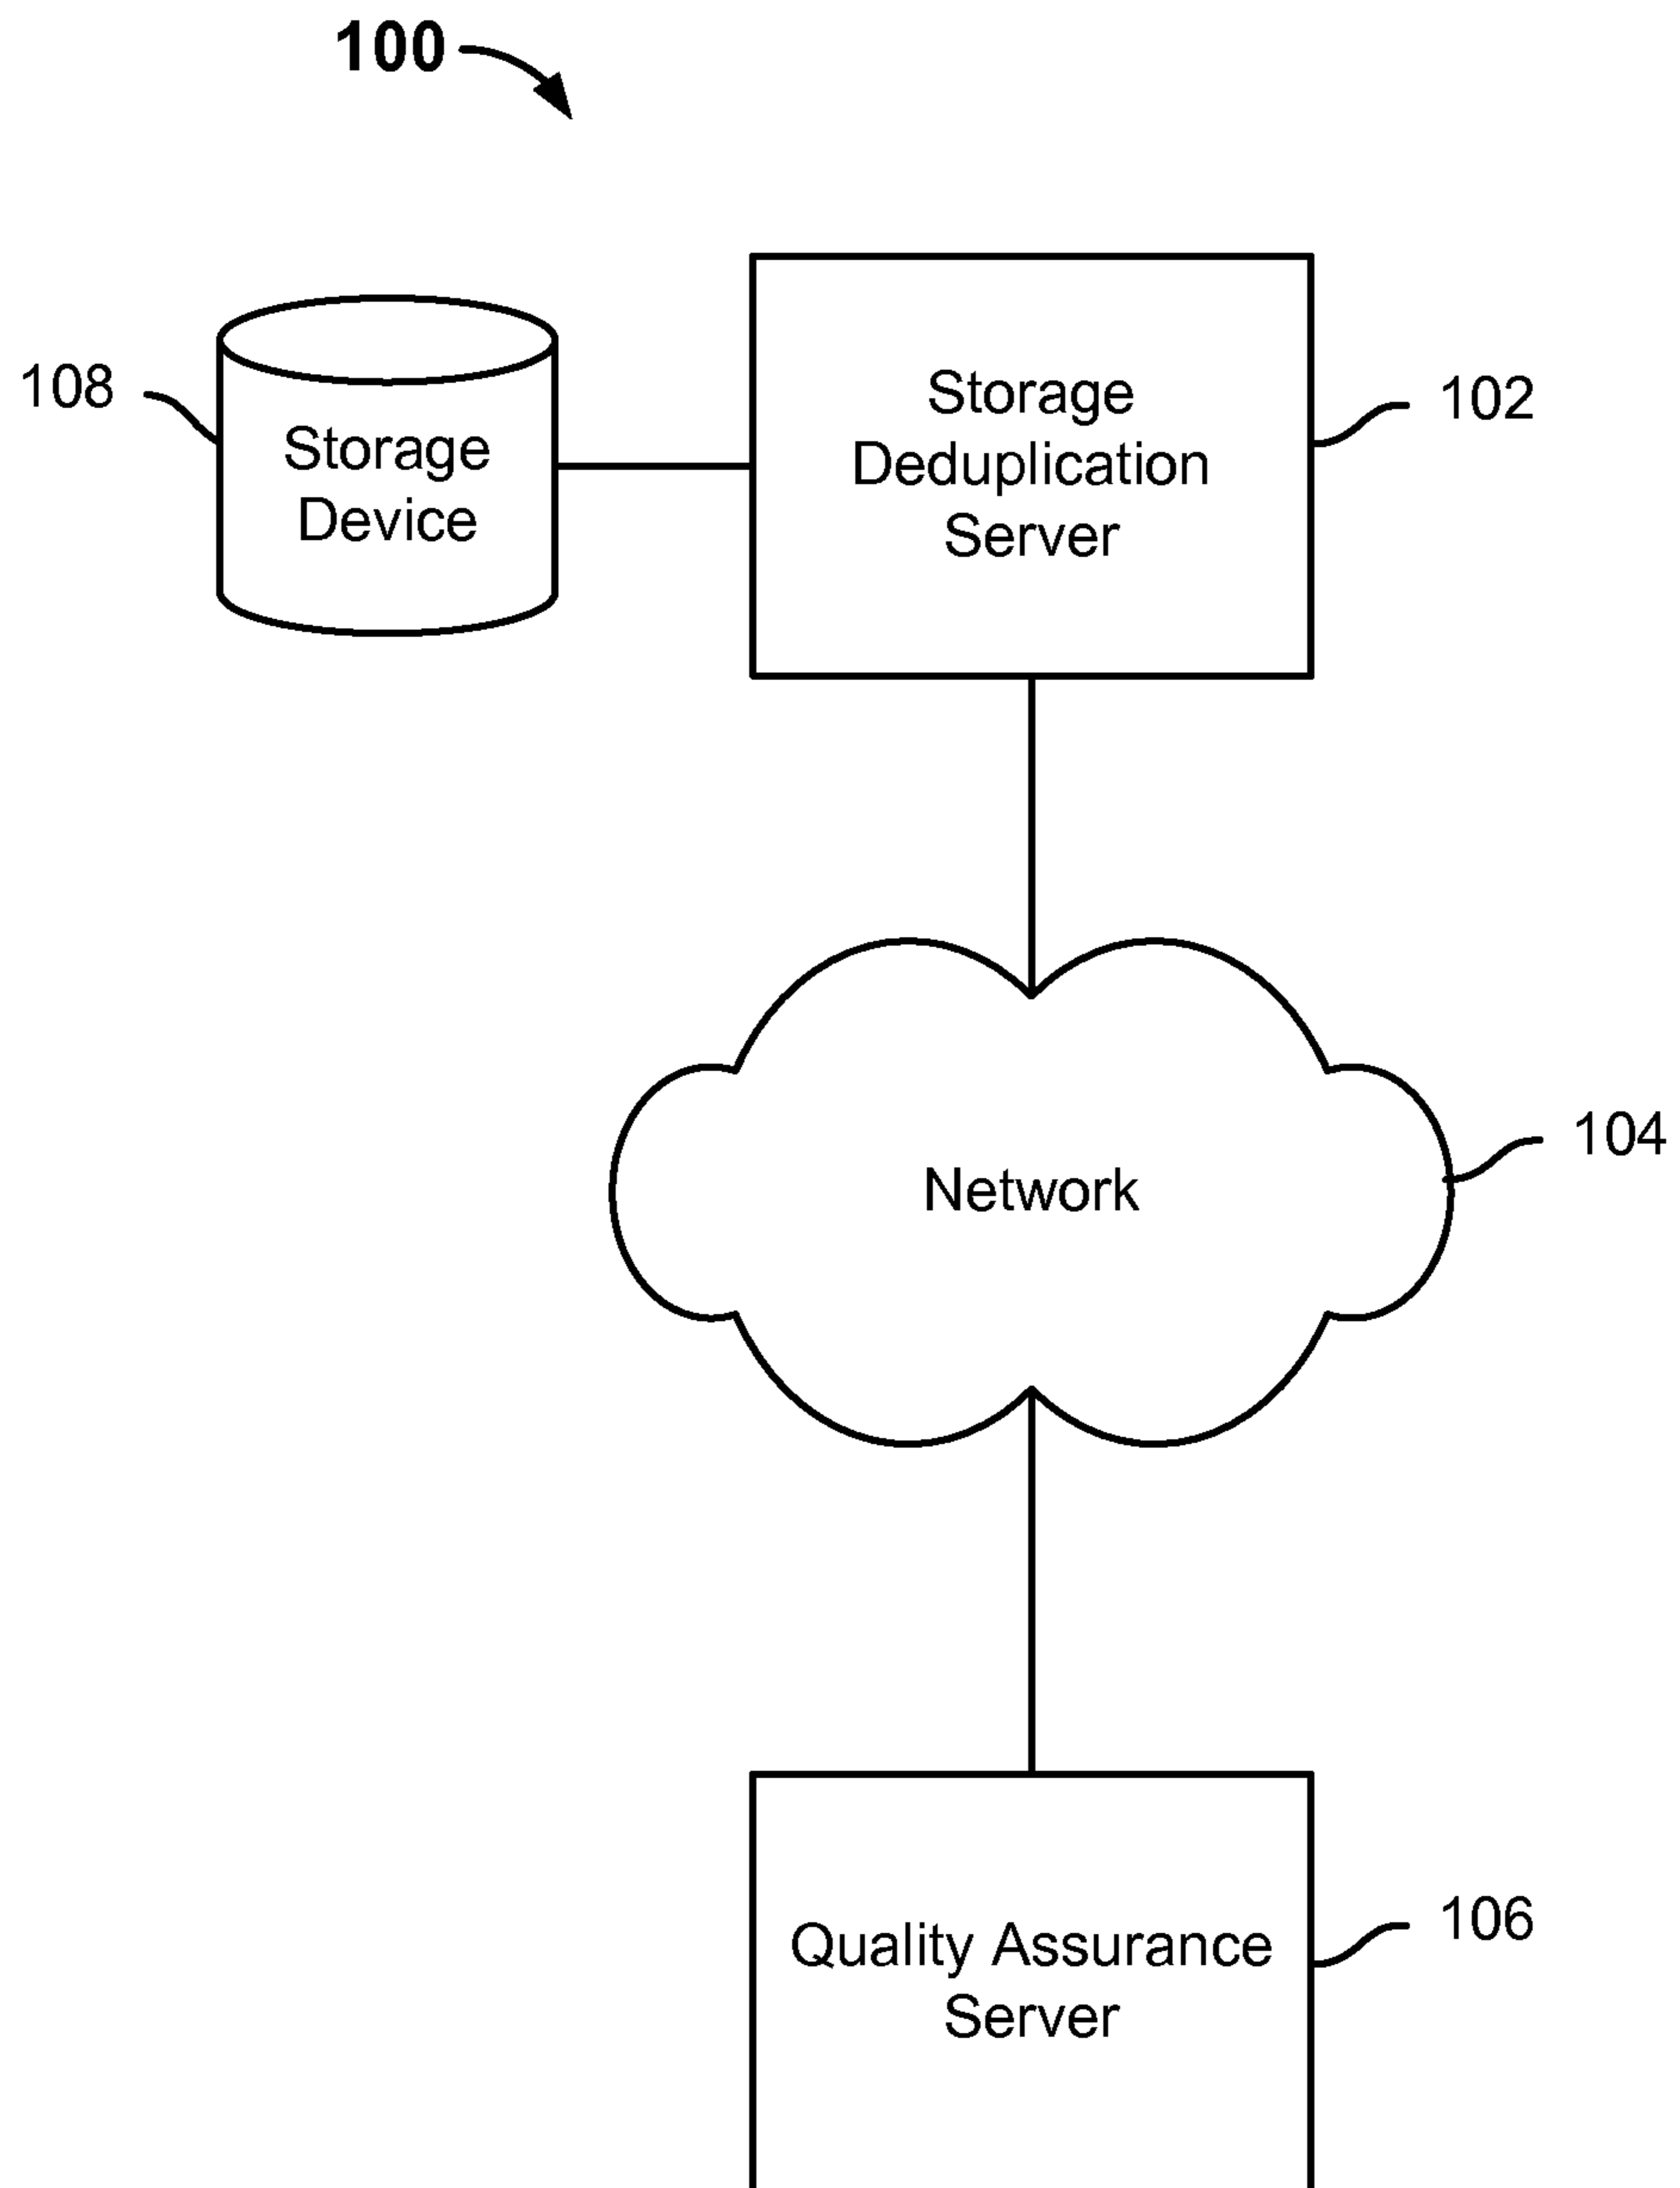 100
108
Storage
Device
Storage
Deduplication
Server
102
Network
104
Quality Assurance
Server
106